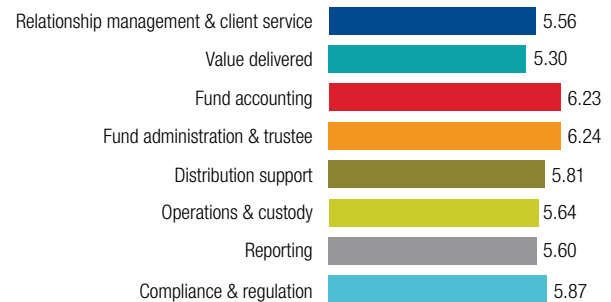 Relationship management & client service 5.56
Value delivered 5.30
Fund accounting 6.23
Fund administration & trustee 6.24
Distribution support 5.81
Operations & custody 5.64
Reporting 5.60
Compliance & regulation 5.87